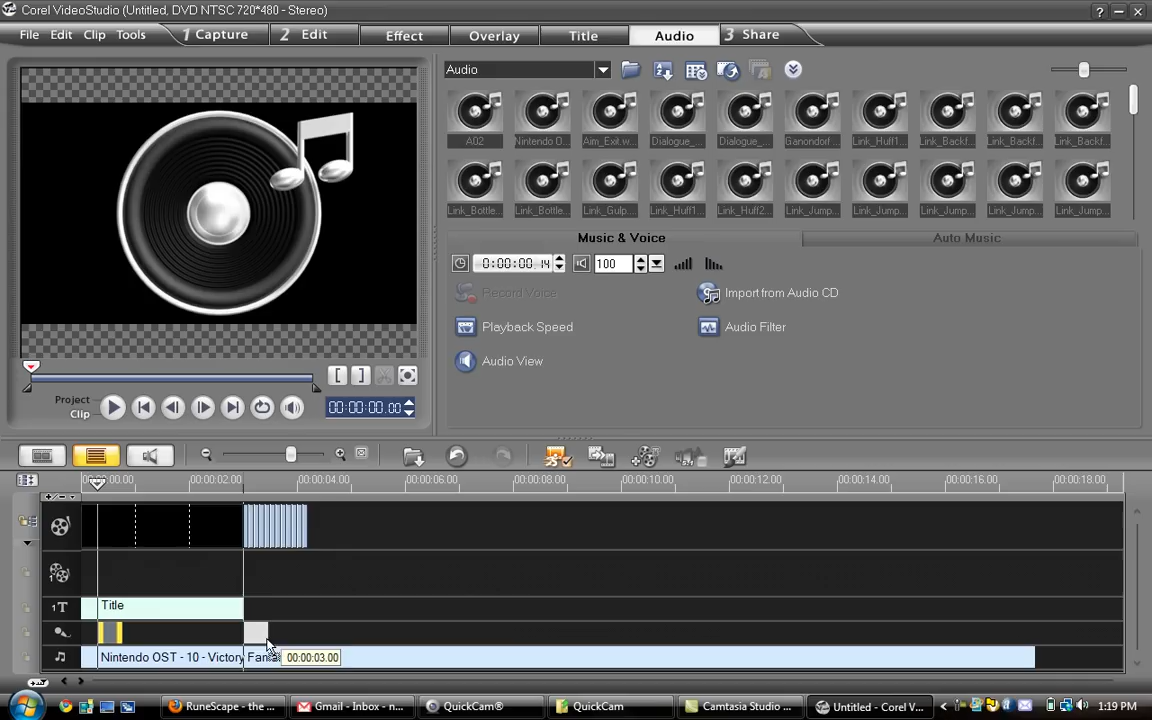 Corel VideoStudio (Untitled, DVD NTSC 720*480 - Stereo)
File Edit Clip Tools 1 Capture 2 Edit Effect Overlay Title Audio 3 Share
Audio
A02 Nintendo O... Aim_Exit.w... Dialogue_... Dialogue_... Ganondorf ... Link_Huff1... Link_Backf... Link_Backf... Link_Backf...
Link_Bottle... Link_Bottle... Link_Gulp... Link_Huff1... Link_Huff2... Link_Jump... Link_Jump... Link_Jump... Link_Jump... Link_Jump...
Music & Voice Auto Music
0:00:00.14 100
Record Voice Import from Audio CD
Playback Speed Audio Filter
Audio View
Project
Clip
00:00:00.00
00:00:00.00 00:00:02.00 00:00:04.00 00:00:06.00 00:00:08.00 00:00:10.00 00:00:12.00 00:00:14.00 00:00:16.00 00:00:18.00
1T Title
Nintendo OST - 10 - Victory 00:00:03.00
RuneScape - the ... Gmail - Inbox - n... QuickCam® QuickCam Camtasia Studio ... Untitled - Corel V... 1:19 PM